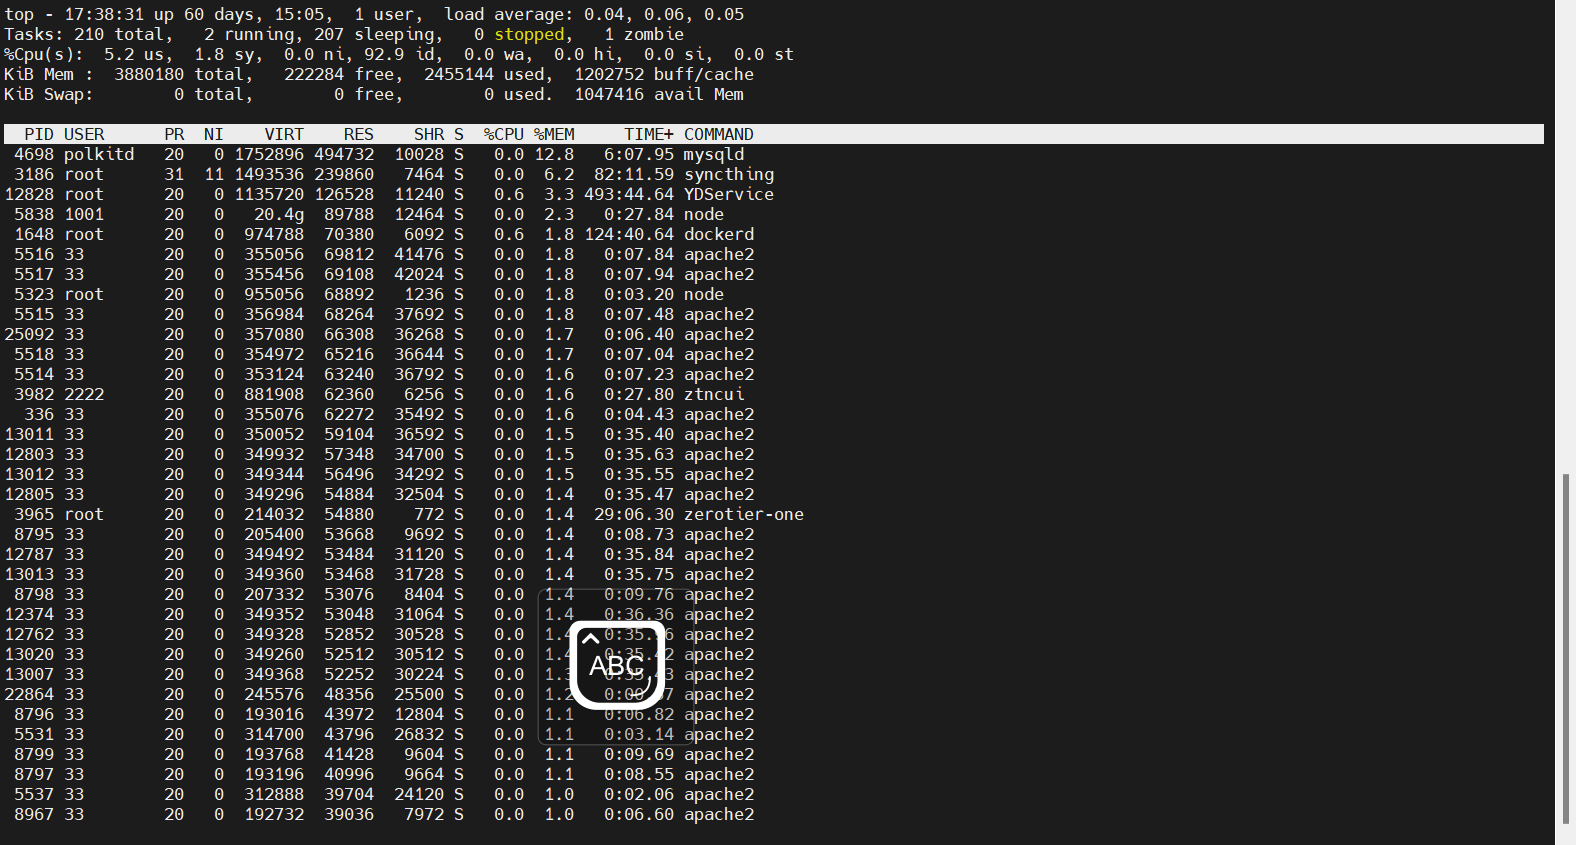 top - 17:38:31 up 60 days, 15:05,  1 user,  load average: 0.04, 0.06, 0.05
Tasks: 210 total,   2 running, 207 sleeping,   0 stopped,   1 zombie
%Cpu(s):  5.2 us,  1.8 sy,  0.0 ni, 92.9 id,  0.0 wa,  0.0 hi,  0.0 si,  0.0 st
KiB Mem :  3880180 total,   222284 free,  2455144 used,  1202752 buff/cache
KiB Swap:        0 total,        0 free,        0 used.  1047416 avail Mem
  PID USER      PR  NI    VIRT    RES    SHR S  %CPU %MEM     TIME+ COMMAND
 4698 polkitd   20   0 1752896 494732  10028 S   0.0 12.8   6:07.95 mysqld
 3186 root      31  11 1493536 239860   7464 S   0.0  6.2  82:11.59 syncthing
12828 root      20   0 1135720 126528  11240 S   0.6  3.3 493:44.64 YDService
 5838 1001      20   0   20.4g  89788  12464 S   0.0  2.3   0:27.84 node
 1648 root      20   0  974788  70380   6092 S   0.6  1.8 124:40.64 dockerd
 5516 33        20   0  355056  69812  41476 S   0.0  1.8   0:07.84 apache2
 5517 33        20   0  355456  69108  42024 S   0.0  1.8   0:07.94 apache2
 5323 root      20   0  955056  68892   1236 S   0.0  1.8   0:03.20 node
 5515 33        20   0  356984  68264  37692 S   0.0  1.8   0:07.48 apache2
25092 33        20   0  357080  66308  36268 S   0.0  1.7   0:06.40 apache2
 5518 33        20   0  354972  65216  36644 S   0.0  1.7   0:07.04 apache2
 5514 33        20   0  353124  63240  36792 S   0.0  1.6   0:07.23 apache2
 3982 2222      20   0  881908  62360   6256 S   0.0  1.6   0:27.80 ztncui
  336 33        20   0  355076  62272  35492 S   0.0  1.6   0:04.43 apache2
13011 33        20   0  350052  59104  36592 S   0.0  1.5   0:35.40 apache2
12803 33        20   0  349932  57348  34700 S   0.0  1.5   0:35.63 apache2
13012 33        20   0  349344  56496  34292 S   0.0  1.5   0:35.55 apache2
12805 33        20   0  349296  54884  32504 S   0.0  1.4   0:35.47 apache2
 3965 root      20   0  214032  54880    772 S   0.0  1.4  29:06.30 zerotier-one
 8795 33        20   0  205400  53668   9692 S   0.0  1.4   0:08.73 apache2
12787 33        20   0  349492  53484  31120 S   0.0  1.4   0:35.84 apache2
13013 33        20   0  349360  53468  31728 S   0.0  1.4   0:35.75 apache2
 8798 33        20   0  207332  53076   8404 S   0.0  1.4   0:09.76 apache2
12374 33        20   0  349352  53048  31064 S   0.0  1.4   0:36.36 apache2
12762 33        20   0  349328  52852  30528 S   0.0  1.4 apache2
13020 33        20   0  349260  52512  30512 S   0.0  1.4 apache2
ABC
13007 33        20   0  349368  52252  30224 S   0.0  1.3 apache2
22864 33        20   0  245576  48356  25500 S   0.0  1.2 apache2
 8796 33        20   0  193016  43972  12804 S   0.0  1.1   0:06.82 apache2
 5531 33        20   0  314700  43796  26832 S   0.0  1.1   0:03.14 apache2
 8799 33        20   0  193768  41428   9604 S   0.0  1.1   0:09.69 apache2
 8797 33        20   0  193196  40996   9664 S   0.0  1.1   0:08.55 apache2
 5537 33        20   0  312888  39704  24120 S   0.0  1.0   0:02.06 apache2
 8967 33        20   0  192732  39036   7972 S   0.0  1.0   0:06.60 apache2